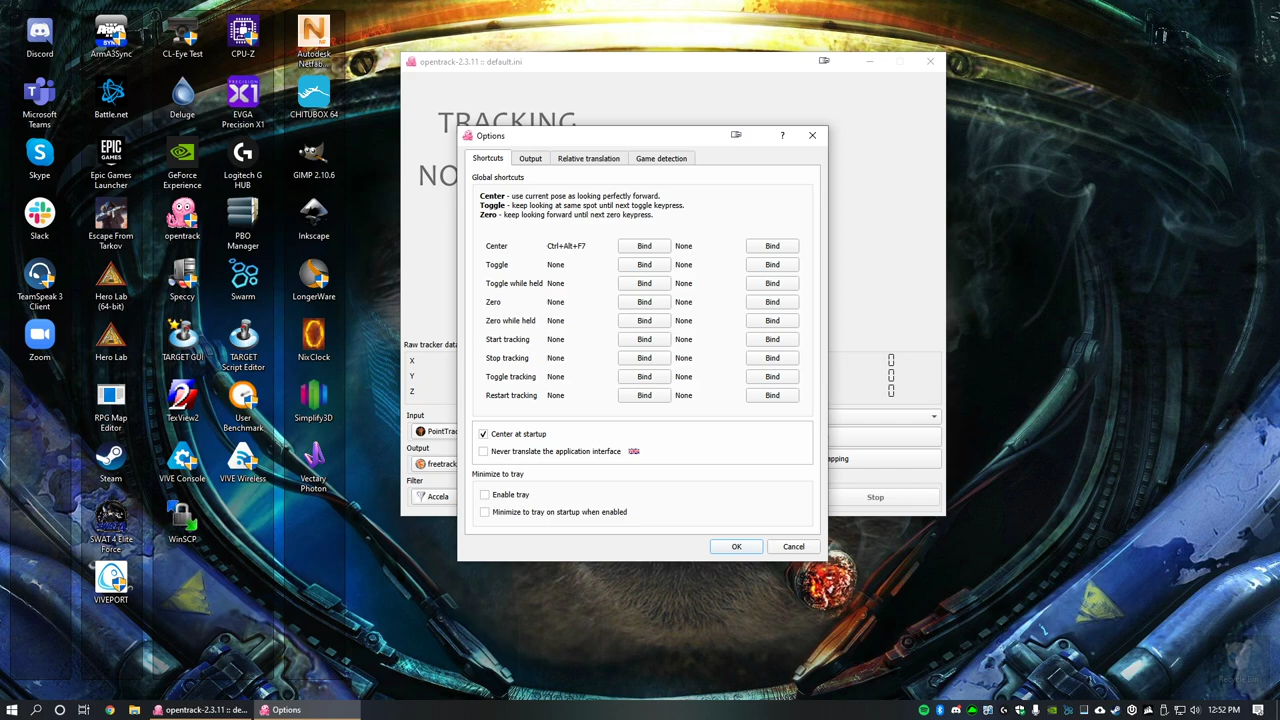 Discord
ArmA3Sync
CL-Eye Test
CPU-Z
Autodesk
Netfab...
Microsoft
Teams
Battle.net
Deluge
EVGA
Precision X1
CHITUBOX 64
Skype
Epic Games
Launcher
GeForce
Experience
Logitech G
HUB
GIMP 2.10.6
Slack
Escape From
Tarkov
opentrack
PBO
Manager
Inkscape
TeamSpeak 3
Client
Hero Lab
(64-bit)
Speccy
Swarm
LongerWare
Zoom
Hero Lab
TARGET GUI
TARGET
Script Editor
NixClock
RPG Map
Editor
TexView2
User
Benchmark
Simplify3D
Steam
VIVE Console
VIVE Wireless
Vectary
Photon
SWAT 4 Elite
Force
WinSCP
VIVEPORT
Recycle Bin
opentrack-2.3.11 :: default.ini
TRACKING
NO
Raw tracker data
X
0
Y
0
Z
0
Input
PointTrac
Output
freetrack
Filter
Accela
apping
Stop
Options
Shortcuts
Output
Relative translation
Game detection
Global shortcuts
Center - use current pose as looking perfectly forward.
Toggle - keep looking at same spot until next toggle keypress.
Zero - keep looking forward until next zero keypress.
Center Ctrl+Alt+F7 Bind None Bind
Toggle None Bind None Bind
Toggle while held None Bind None Bind
Zero None Bind None Bind
Zero while held None Bind None Bind
Start tracking None Bind None Bind
Stop tracking None Bind None Bind
Toggle tracking None Bind None Bind
Restart tracking None Bind None Bind
Center at startup
Never translate the application interface
Minimize to tray
Enable tray
Minimize to tray on startup when enabled
OK
Cancel
opentrack-2.3.11 :: de...
Options
12:52 PM